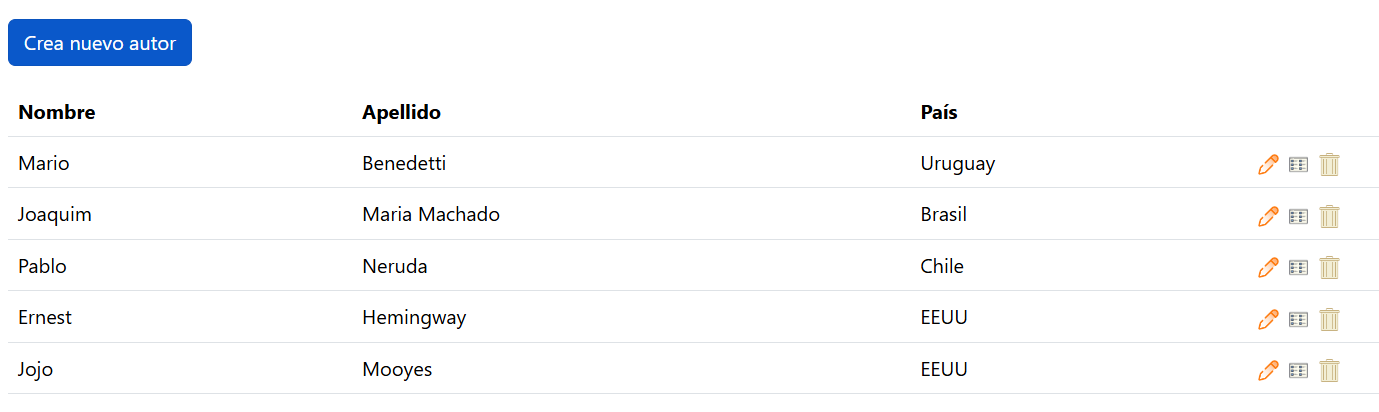 Crea nuevo autor
Nombre Apellido País
Mario Benedetti Uruguay
Joaquim Maria Machado Brasil
Pablo Neruda Chile
Ernest Hemingway EEUU
Jojo Mooyes EEUU